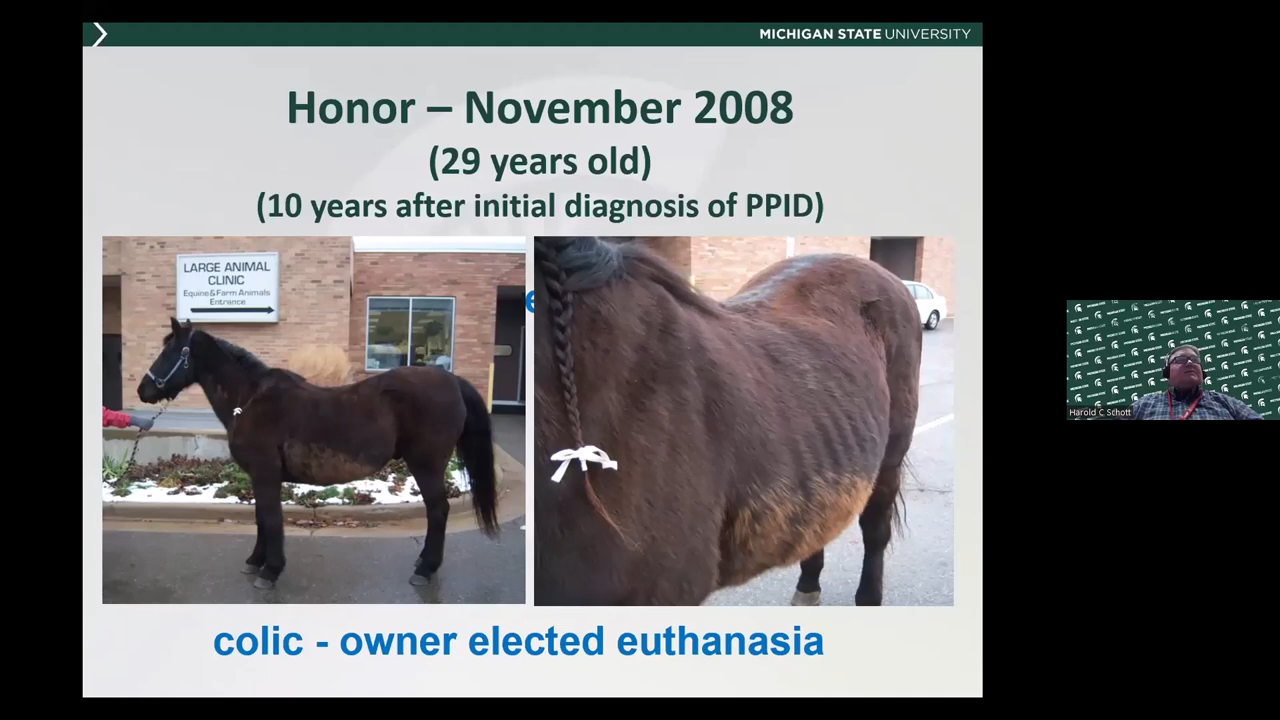 MICHIGAN STATE UNIVERSITY
Honor – November 2008
(29 years old)
(10 years after initial diagnosis of PPID)
LARGE ANIMAL
CLINIC
Equine & Farm Animals
Entrance
e
colic - owner elected euthanasia
Harold C Schott